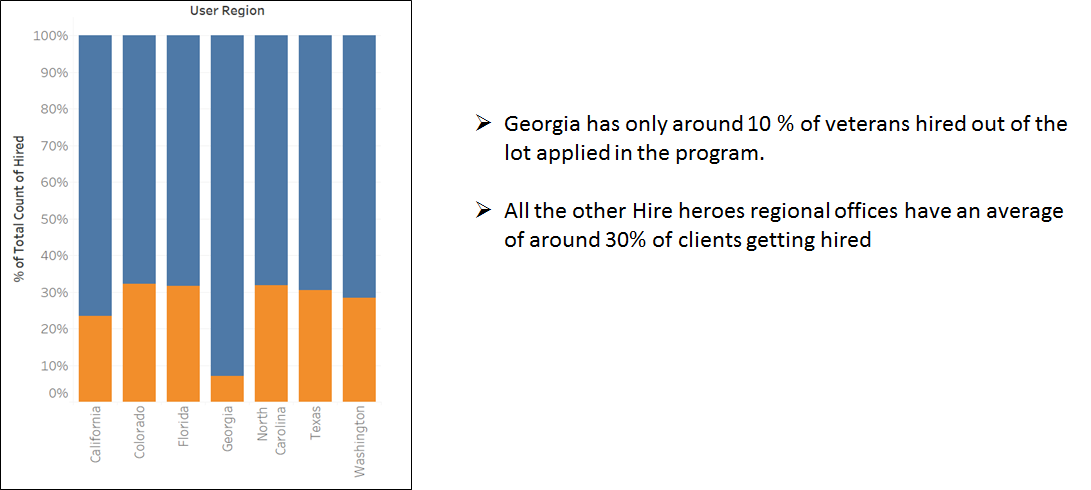 User Region
100%
90%
80%
70%
60%
50%
40%
30%
20%
10%
0%
% of Total Count of Hired
California
Colorado
Florida
Georgia
North
Carolina
Texas
Washington
➢ Georgia has only around 10 % of veterans hired out of the
lot applied in the program.
➢ All the other Hire heroes regional offices have an average
of around 30% of clients getting hired